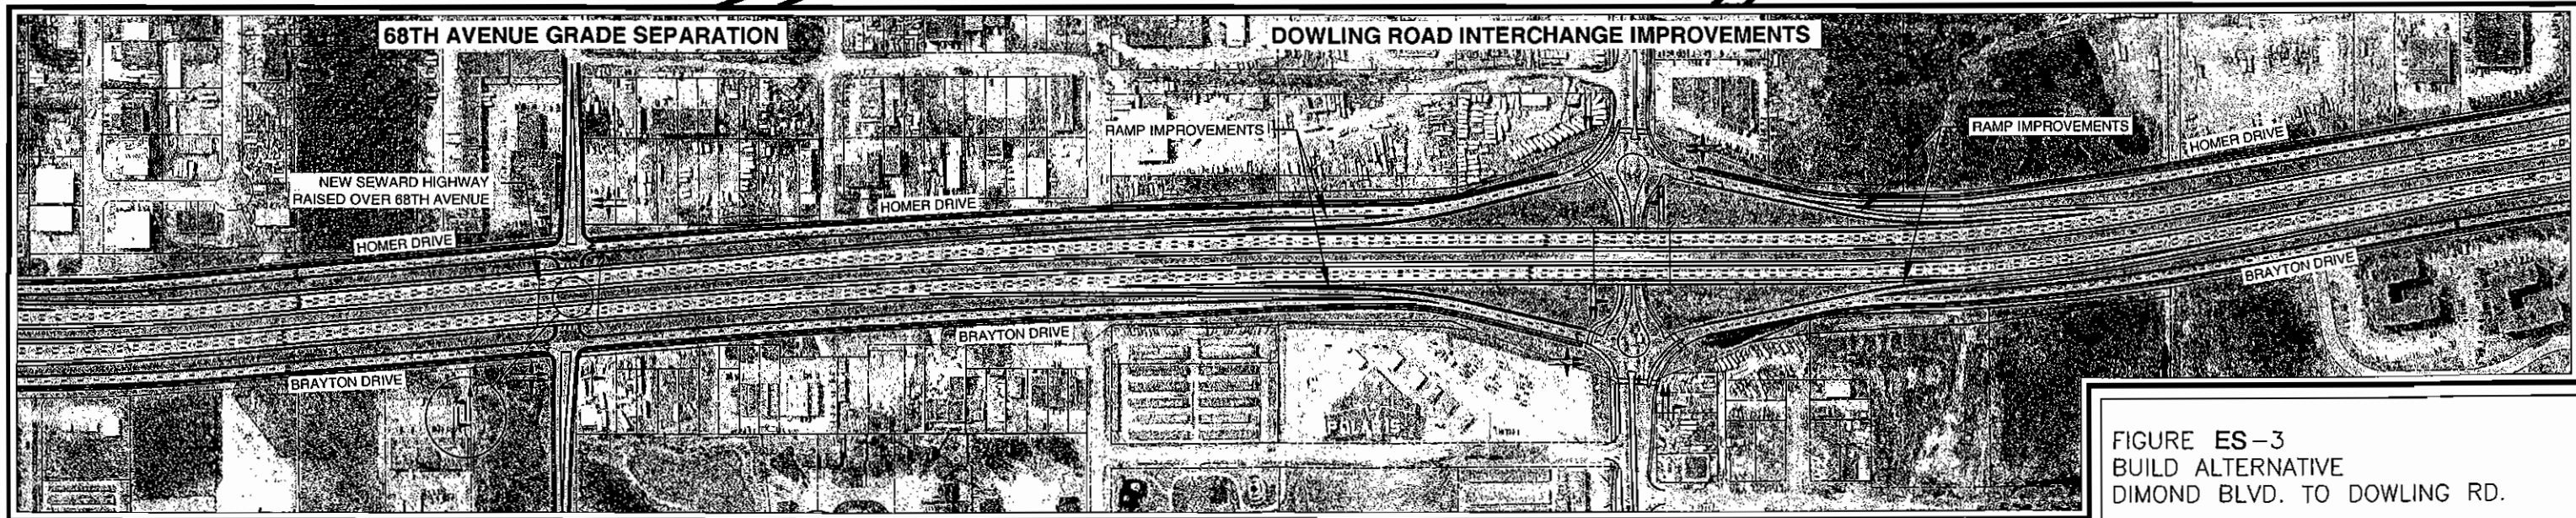 68TH AVENUE GRADE SEPARATION
DOWLING ROAD INTERCHANGE IMPROVEMENTS
RAMP IMPROVEMENTS
RAMP IMPROVEMENTS
HOMER DRIVE
NEW SEWARD HIGHWAY
RAISED OVER 68TH AVENUE
HOMER DRIVE
HOMER DRIVE
BRAYTON DRIVE
BRAYTON DRIVE
BRAYTON DRIVE
POLARIS
FIGURE ES-3
BUILD ALTERNATIVE
DIMOND BLVD. TO DOWLING RD.